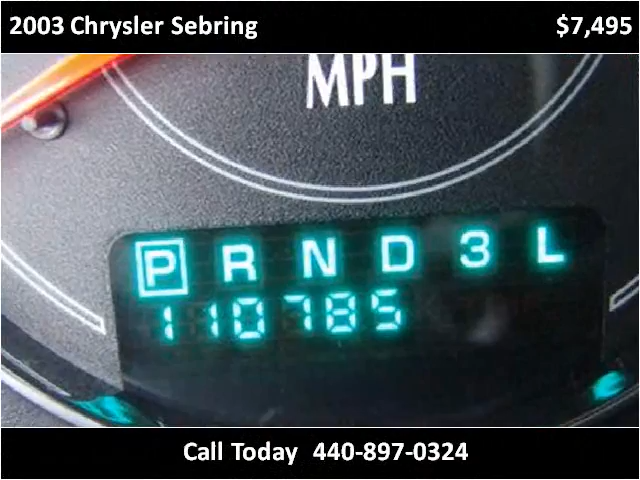 2003 Chrysler Sebring $7,495
MPH
P R N D 3 L
110785
Call Today 440-897-0324